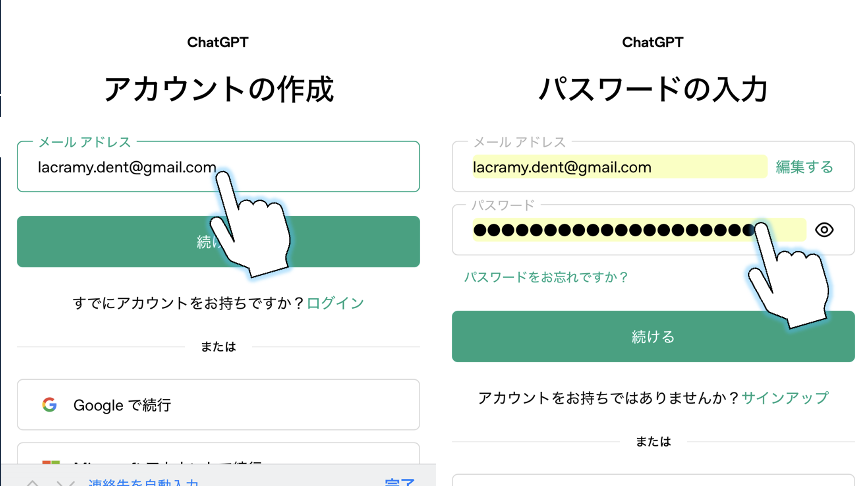 ChatGPT
アカウントの作成
メール アドレス
lacramy.dent@gmail.com
すでにアカウントをお持ちですか？ログイン
または
Google で続行
連絡先を自動入力
完了
ChatGPT
パスワードの入力
メール アドレス
lacramy.dent@gmail.com
編集する
パスワード
●●●●●●●●●●●●●●●●●●●●
パスワードをお忘れですか？
続ける
アカウントをお持ちではありませんか？サインアップ
または